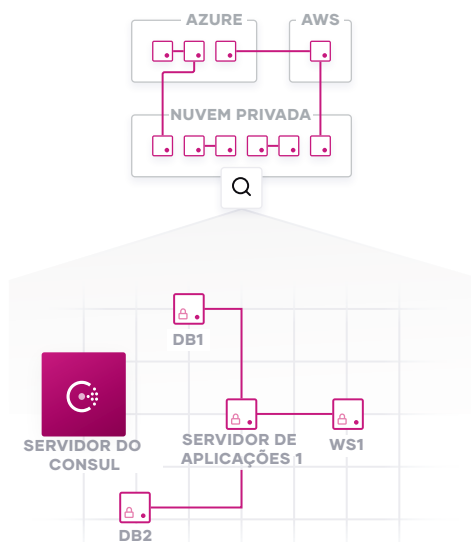 AZURE
AWS
NUVEM PRIVADA
DB1
SERVIDOR DO
CONSUL
SERVIDOR DE
APLICAÇÕES 1
WS1
DB2